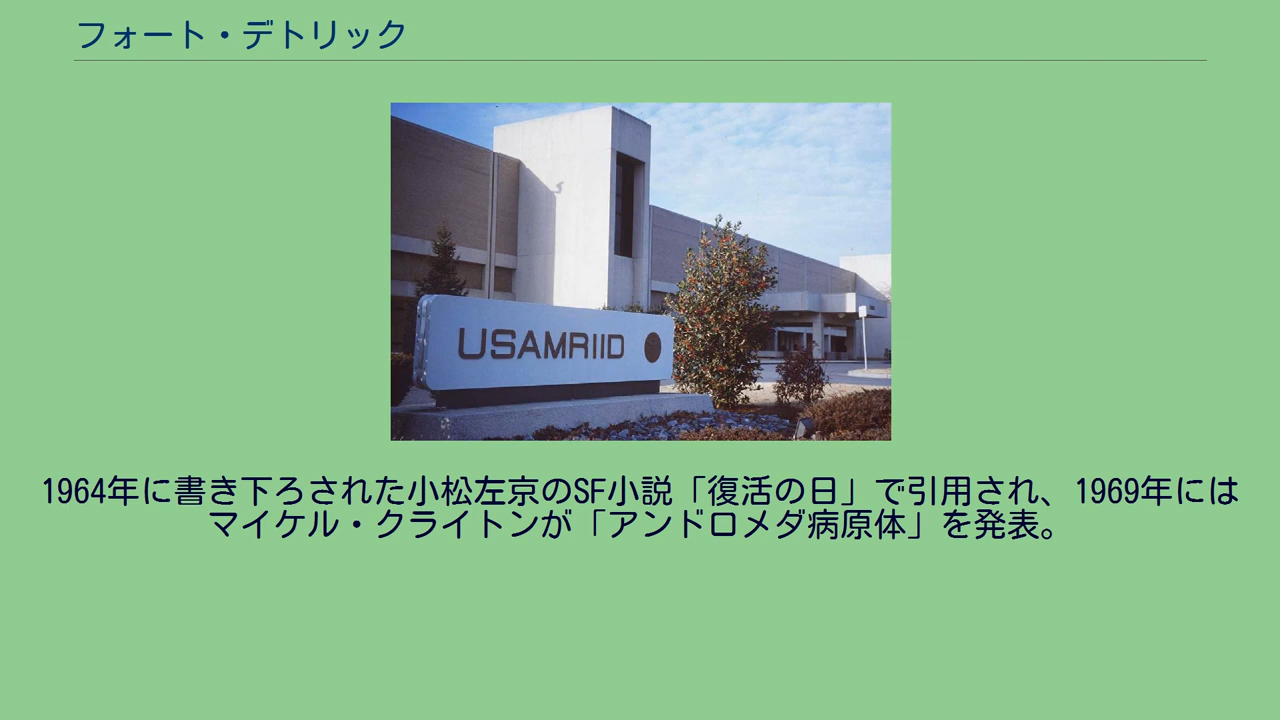 フォート・デトリック
USAMRIID
1964年に書き下ろされた小松左京のSF小説「復活の日」で引用され、1969年には
マイケル・クライトンが「アンドロメダ病原体」を発表。